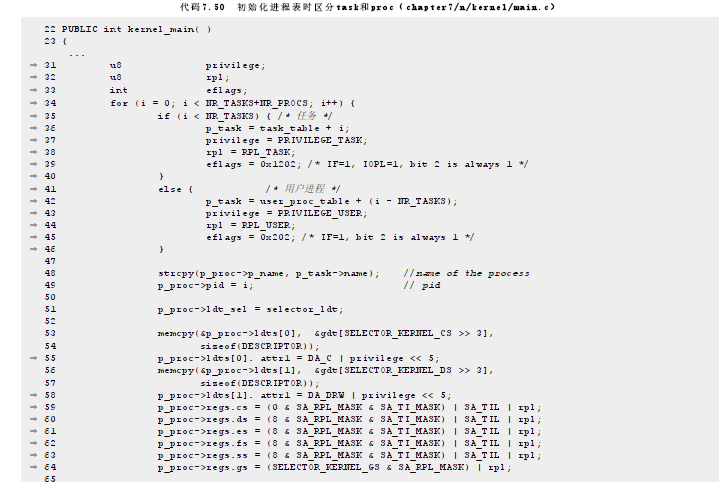 代码7.50 初始化进程表时区分task和proc (chapter7/n/kernel/main.c)
22 PUBLIC int kernel_main( )
23 {
...
⇒ 31 u8 privilege;
⇒ 32 u8 rpl;
⇒ 33 int eflags;
⇒ 34 for (i = 0; i < NR_TASKS+NR_PROCS; i++) {
⇒ 35 if (i < NR_TASKS) { /* 任务 */
⇒ 36 p_task = task_table + i;
⇒ 37 privilege = PRIVILEGE_TASK;
⇒ 38 rpl = RPL_TASK;
⇒ 39 eflags = 0x1202; /* IF=1, IOPL=1, bit 2 is always 1 */
⇒ 40 }
⇒ 41 else { /* 用户进程 */
⇒ 42 p_task = user_proc_table + (i - NR_TASKS);
⇒ 43 privilege = PRIVILEGE_USER;
⇒ 44 rpl = RPL_USER;
⇒ 45 eflags = 0x202; /* IF=1, bit 2 is always 1 */
⇒ 46 }
47
48 strcpy(p_proc->p_name, p_task->name); //name of the process
49 p_proc->pid = i; // pid
50
51 p_proc->ldt_sel = selector_ldt;
52
53 memcpy(&p_proc->ldts[0], &gdt[SELECTOR_KERNEL_CS >> 3],
54 sizeof(DESCRIPTOR));
⇒ 55 p_proc->ldts[0]. attr1 = DA_C | privilege << 5;
56 memcpy(&p_proc->ldts[1], &gdt[SELECTOR_KERNEL_DS >> 3],
57 sizeof(DESCRIPTOR));
⇒ 58 p_proc->ldts[1]. attr1 = DA_DRW | privilege << 5;
⇒ 59 p_proc->regs.cs = (0 & SA_RPL_MASK & SA_TI_MASK) | SA_TIL | rpl;
⇒ 60 p_proc->regs.ds = (8 & SA_RPL_MASK & SA_TI_MASK) | SA_TIL | rpl;
⇒ 61 p_proc->regs.es = (8 & SA_RPL_MASK & SA_TI_MASK) | SA_TIL | rpl;
⇒ 62 p_proc->regs.fs = (8 & SA_RPL_MASK & SA_TI_MASK) | SA_TIL | rpl;
⇒ 63 p_proc->regs.ss = (8 & SA_RPL_MASK & SA_TI_MASK) | SA_TIL | rpl;
⇒ 64 p_proc->regs.gs = (SELECTOR_KERNEL_GS & SA_RPL_MASK) | rpl;
65